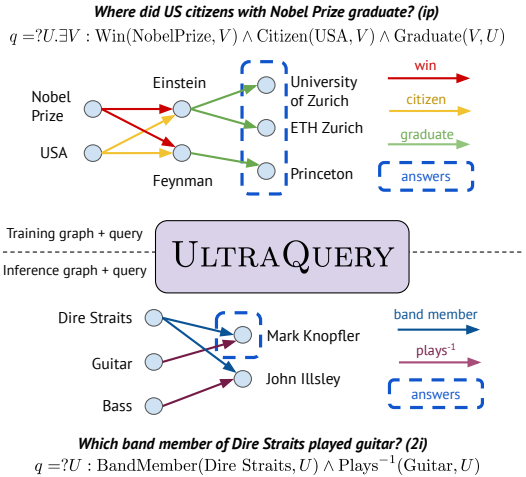 Where did US citizens with Nobel Prize graduate? (ip)
q =?U.∃V : Win(NobelPrize, V) ∧ Citizen(USA, V) ∧ Graduate(V, U)
Nobel
Prize
USA
Einstein
Feynman
University
of Zurich
ETH Zurich
Princeton
win
citizen
graduate
answers
Training graph + query
Inference graph + query
ULTRAQUERY
Dire Straits
Guitar
Bass
Mark Knopfler
John Illsley
band member
plays⁻¹
answers
Which band member of Dire Straits played guitar? (2i)
q =?U : BandMember(Dire Straits, U) ∧ Plays⁻¹(Guitar, U)